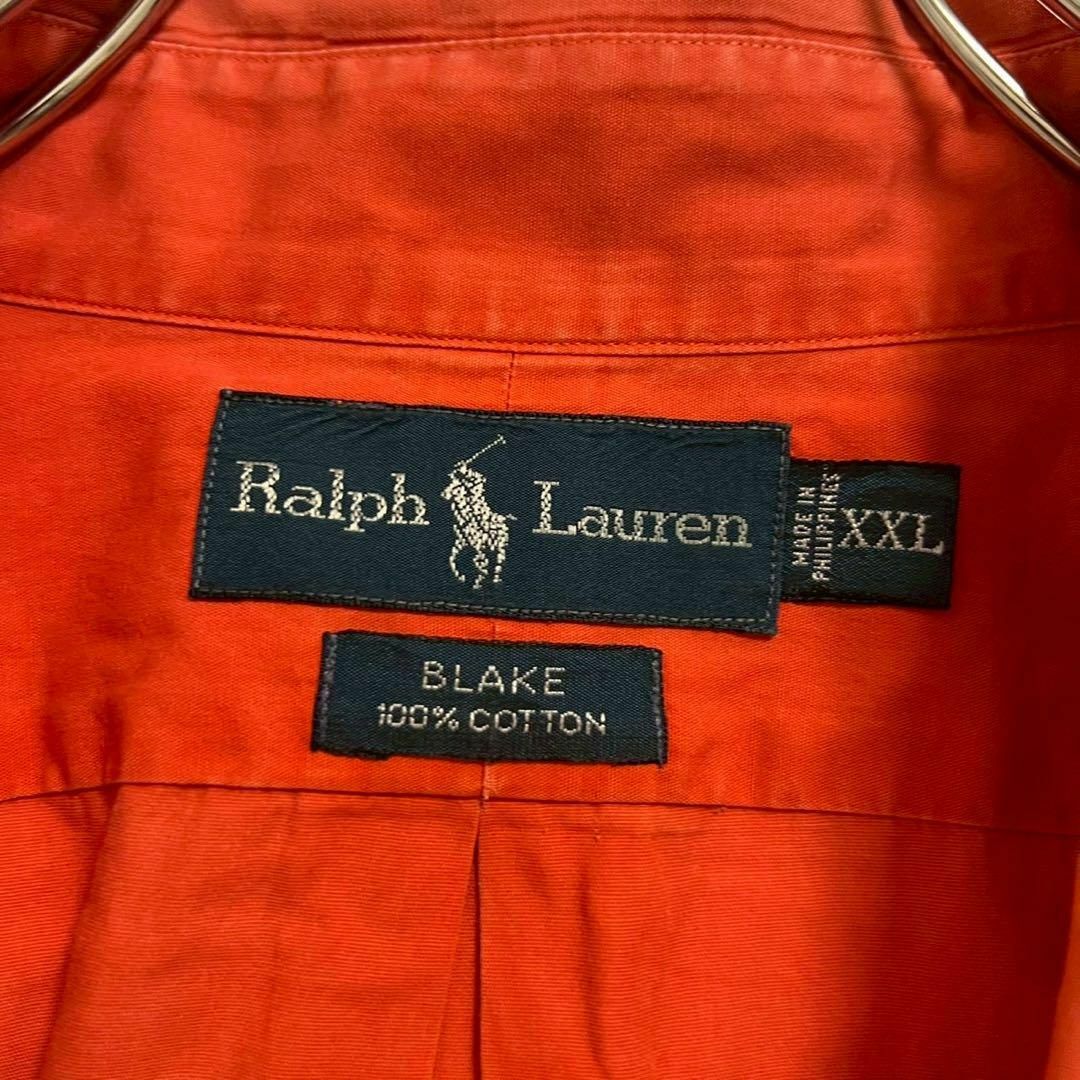 Ralph Lauren
MADE IN
PHILIPPINES
XXL
BLAKE
100% COTTON